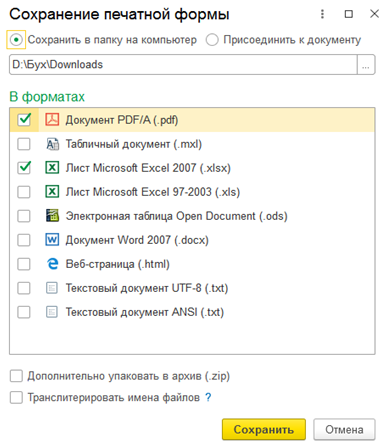 Сохранение печатной формы
Сохранить в папку на компьютер Присоединить к документу
D:\Бух\Downloads ...
В форматах
Документ PDF/A (.pdf)
Табличный документ (.mxl)
Лист Microsoft Excel 2007 (.xlsx)
Лист Microsoft Excel 97-2003 (.xls)
Электронная таблица Open Document (.ods)
Документ Word 2007 (.docx)
Веб-страница (.html)
Текстовый документ UTF-8 (.txt)
Текстовый документ ANSI (.txt)
Дополнительно упаковать в архив (.zip)
Транслитерировать имена файлов ?
Сохранить Отмена